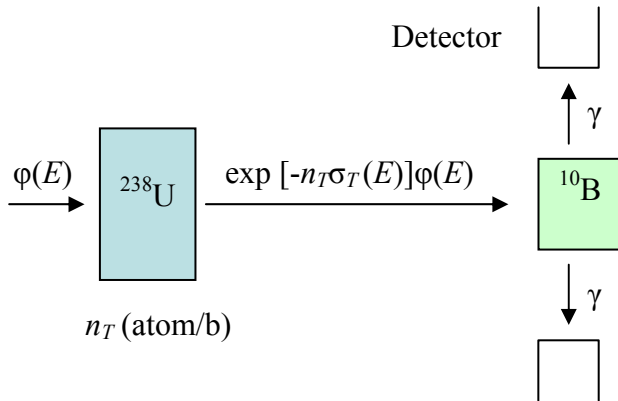 Detector
γ
φ(E)
²³⁸U
exp [-n_Tσ_T(E)]φ(E)
¹⁰B
γ
n_T (atom/b)